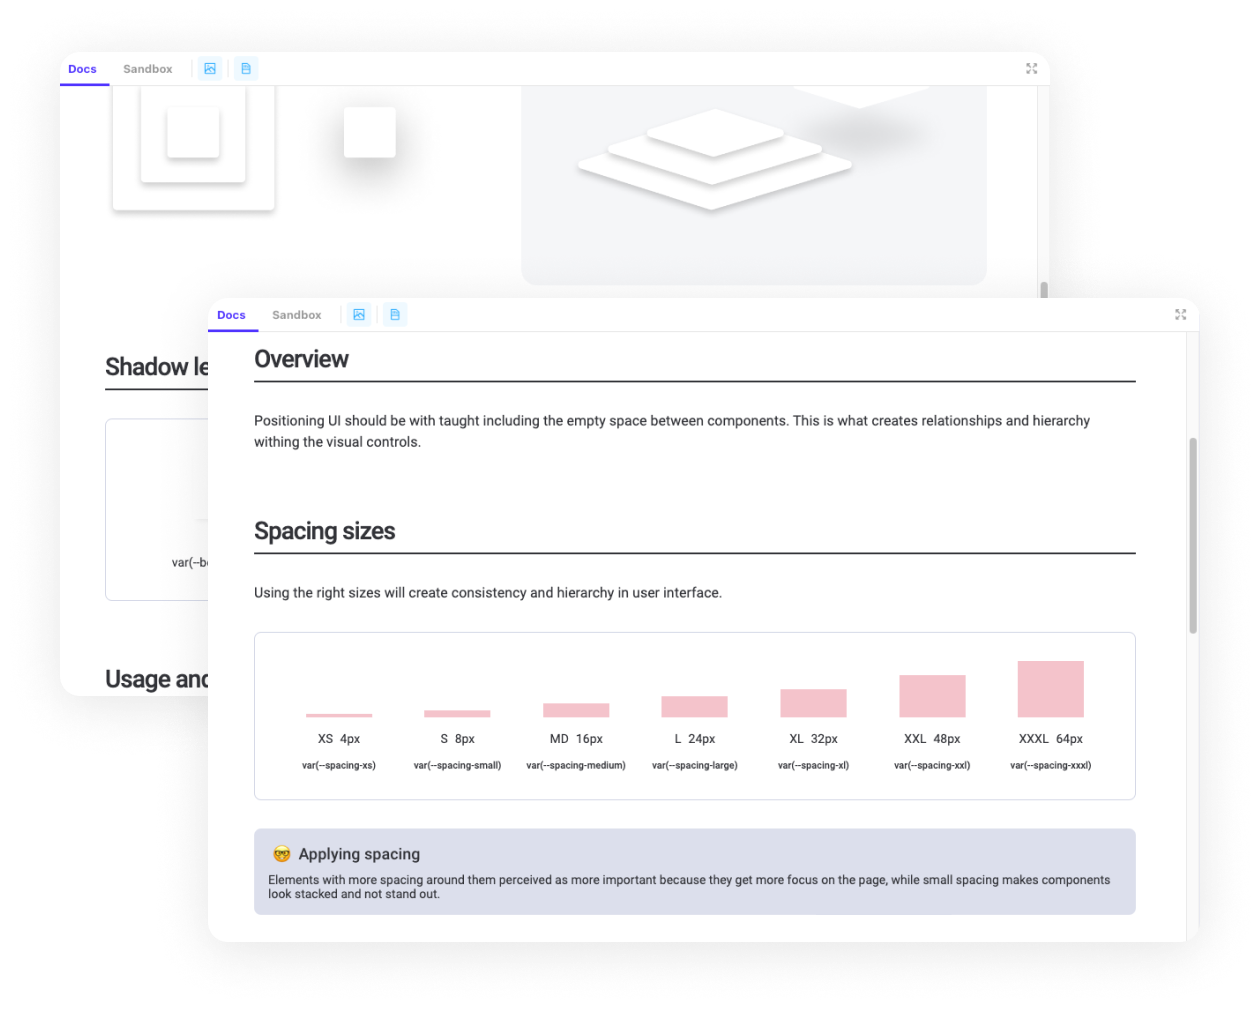 Docs Sandbox
Shadow le
var(--b
Usage and
Docs Sandbox
Overview
Positioning UI should be with taught including the empty space between components. This is what creates relationships and hierarchy
withing the visual controls.
Spacing sizes
Using the right sizes will create consistency and hierarchy in user interface.
XS 4px S 8px MD 16px L 24px XL 32px XXL 48px XXXL 64px
var(--spacing-xs) var(--spacing-small) var(--spacing-medium) var(--spacing-large) var(--spacing-xl) var(--spacing-xxl) var(--spacing-xxxl)
🤓 Applying spacing
Elements with more spacing around them perceived as more important because they get more focus on the page, while small spacing makes components
look stacked and not stand out.